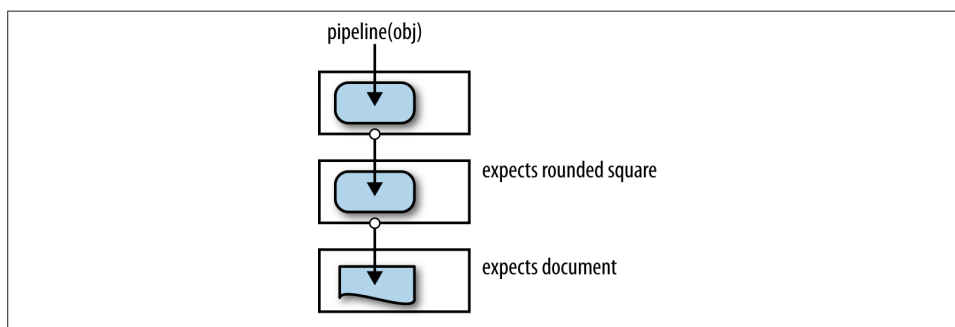 pipeline(obj)
expects rounded square
expects document